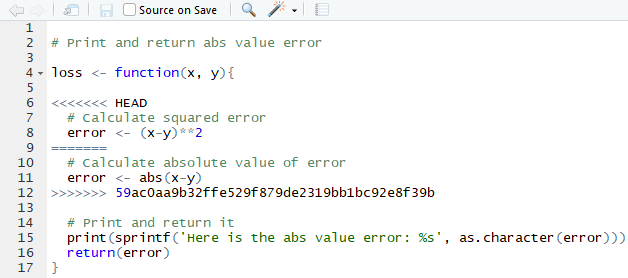 Source on Save
1
2 # Print and return abs value error
3
4 loss <- function(x, y){
5
6 <<<<<<< HEAD
7 # Calculate squared error
8 error <- (x-y)**2
9 =======
10 # Calculate absolute value of error
11 error <- abs(x-y)
12 >>>>>>> 59ac0aa9b32ffe529f879de2319bb1bc92e8f39b
13
14 # Print and return it
15 print(sprintf('Here is the abs value error: %s', as.character(error)))
16 return(error)
17 }